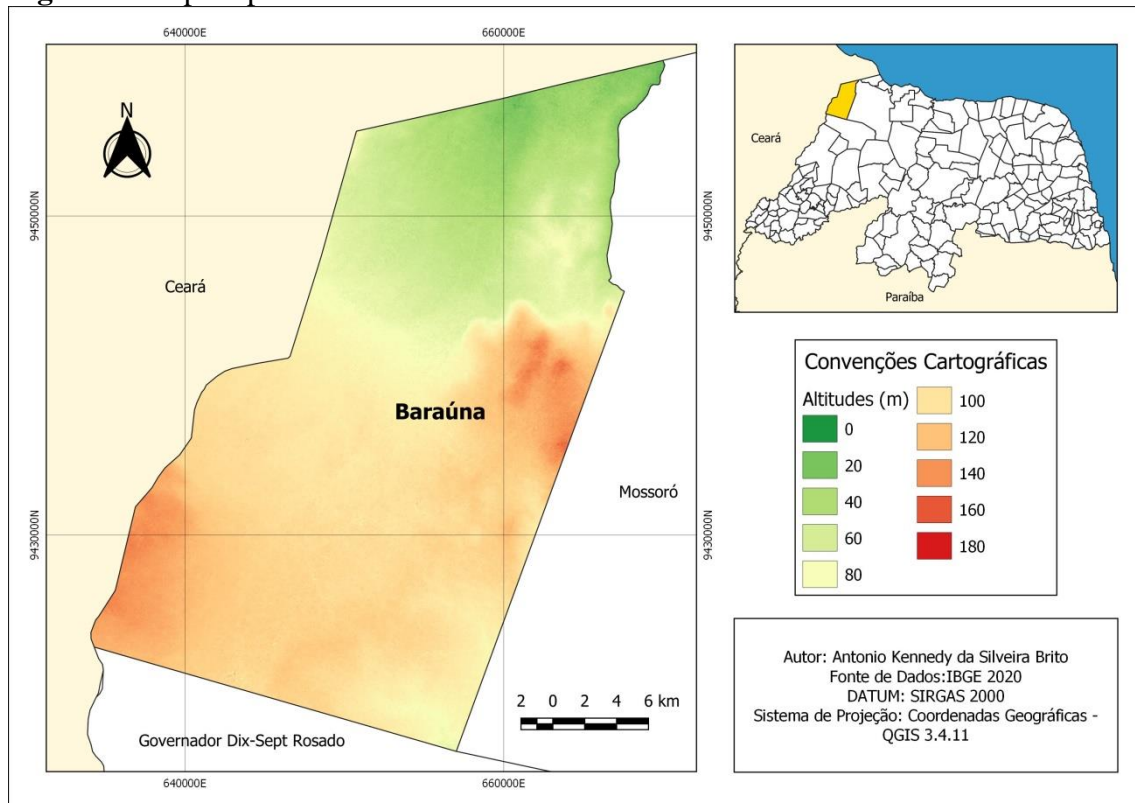 640000E
660000E
N
9450000N
9450000N
Ceará
Baraúna
Mossoró
9430000N
9430000N
2 0 2 4 6 km
Governador Dix-Sept Rosado
640000E
660000E
Ceará
Paraíba
Convenções Cartográficas
Altitudes (m)
0
20
40
60
80
100
120
140
160
180
Autor: Antonio Kennedy da Silveira Brito
Fonte de Dados:IBGE 2020
DATUM: SIRGAS 2000
Sistema de Projeção: Coordenadas Geográficas -
QGIS 3.4.11